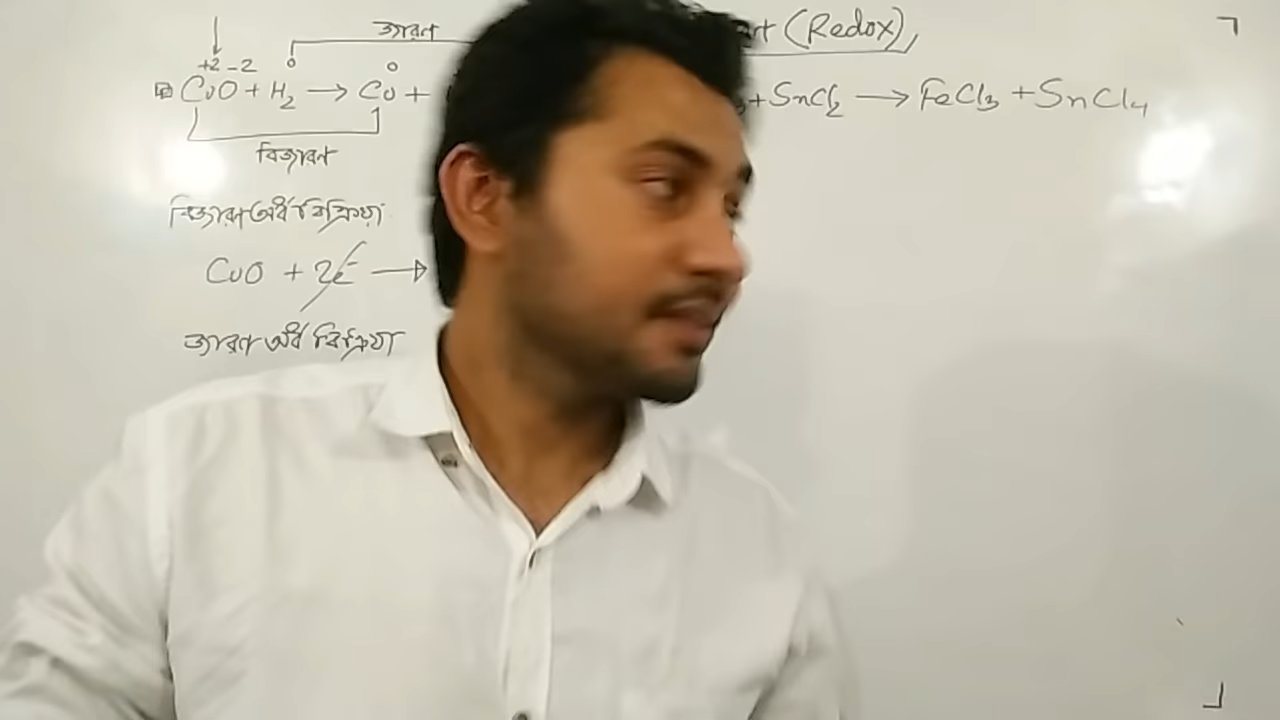 জারণ
(Redox)
+2 -2 0 0
CuO + H2 → Cu +
+ SnCl2 → FeCl3 + SnCl4
বিজারণ
বিজারণ অর্ধ বিক্রিয়া
CuO + 2e- →
জারণ অর্ধ বিক্রিয়া